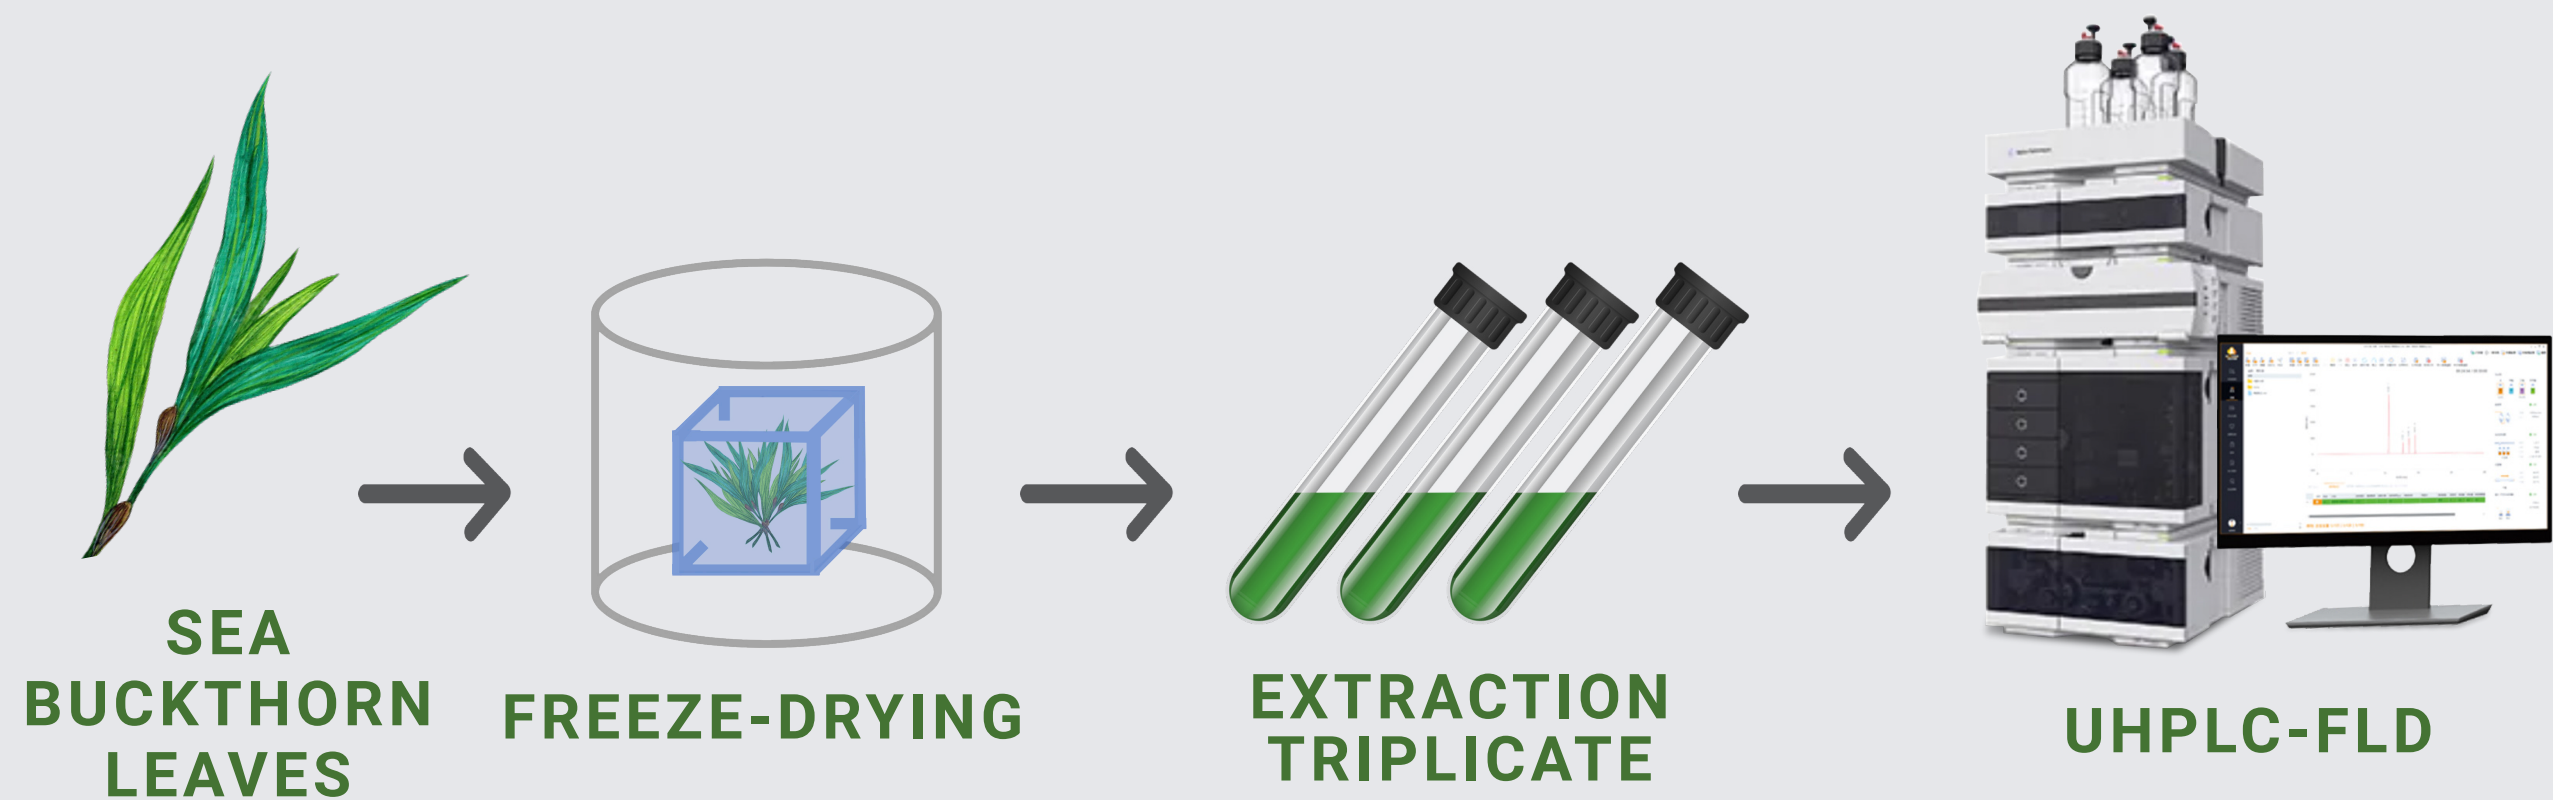 SEA
BUCKTHORN
LEAVES
FREEZE-DRYING
EXTRACTION
TRIPLICATE
UHPLC-FLD